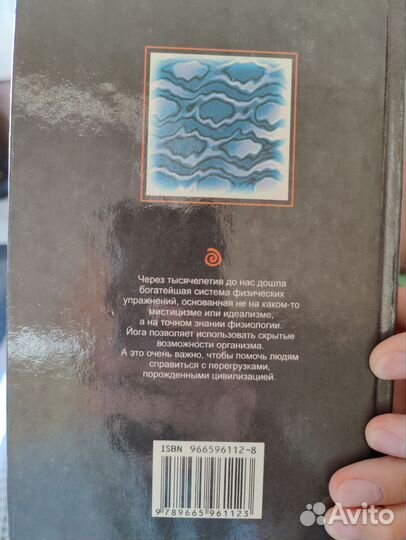 Через тысячелетия до нас дошла
богатейшая система физических
упражнений, основанная не на каком-то
мистицизме или идеализме,
а на точном знании физиологии.
Йога позволяет использовать скрытые
возможности организма.
А это очень важно, чтобы помочь людям
справиться с перегрузками,
порожденными цивилизацией.
ISBN 966596112-8
9 789665 961123
Avito